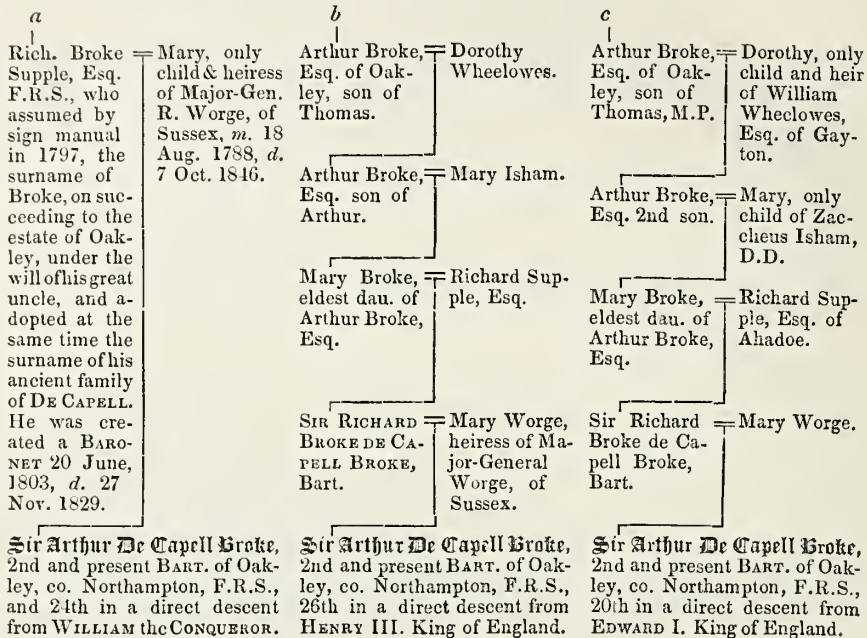 a
Rich. Broke = Mary, only
Supple, Esq. child & heiress
F.R.S., who of Major-Gen.
assumed by R. Worge, of
sign manual Sussex, m. 18
in 1797, the Aug. 1788, d.
surname of 7 Oct. 1846.
Broke, on suc-
ceeding to the
estate of Oak-
ley, under the
will of his great
uncle, and a-
dopted at the
same time the
surname of his
ancient family
of DE CAPELL.
He was cre-
ated a BARO-
NET 20 June,
1803, d. 27
Nov. 1829.
Sir Arthur De Capell Broke,
2nd and present BART. of Oak-
ley, co. Northampton, F.R.S.,
and 24th in a direct descent
from WILLIAM the CONQUEROR.
b
Arthur Broke, = Dorothy
Esq. of Oak- Wheelowes.
ley, son of
Thomas.
Arthur Broke, = Mary Isham.
Esq. son of
Arthur.
Mary Broke, = Richard Sup-
eldest dau. of ple, Esq.
Arthur Broke,
Esq.
SIR RICHARD = Mary Worge,
BROKE DE CA- heiress of Ma-
PELL BROKE, jor-General
Bart. Worge, of
Sussex.
Sir Arthur De Capell Broke,
2nd and present BART. of Oak-
ley, co. Northampton, F.R.S.,
26th in a direct descent from
HENRY III. King of England.
c
Arthur Broke, = Dorothy, only
Esq. of Oak- child and heir
ley, son of of William
Thomas, M.P. Wheclowes,
Esq. of Gay-
ton.
Arthur Broke, = Mary, only
Esq. 2nd son. child of Zac-
cheus Isham,
D.D.
Mary Broke, = Richard Sup-
eldest dau. of ple, Esq. of
Arthur Broke, Ahadoe.
Esq.
Sir Richard = Mary Worge.
Broke de Ca-
pell Broke,
Bart.
Sir Arthur De Capell Broke,
2nd and present BART. of Oak-
ley, co. Northampton, F.R.S.,
20th in a direct descent from
EDWARD I. King of England.